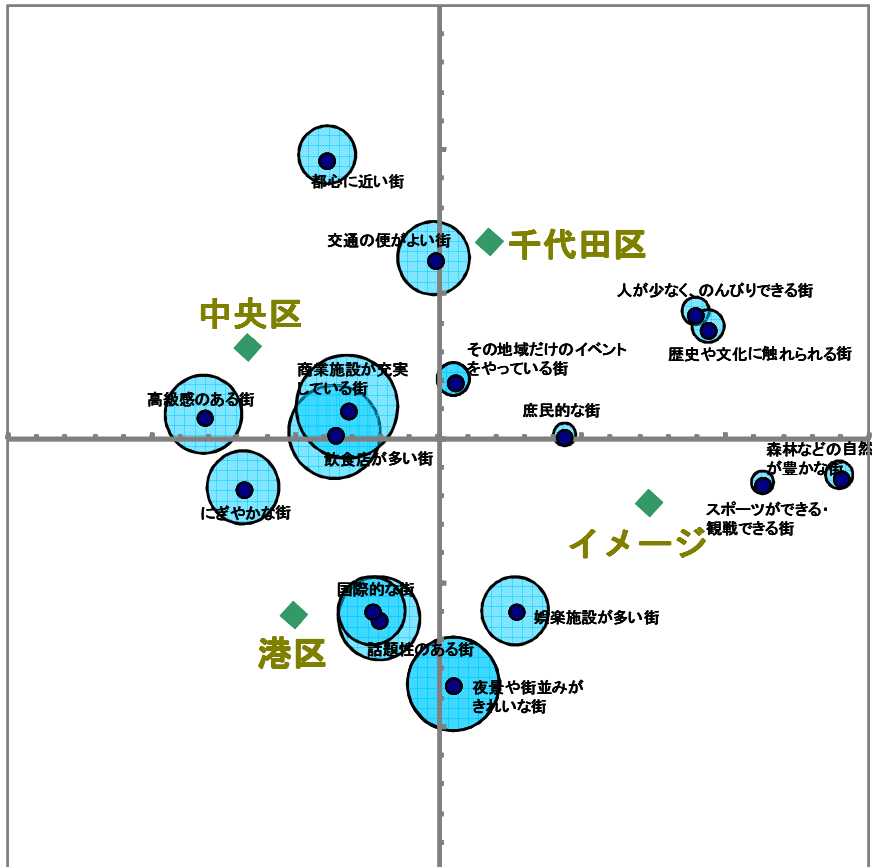 都心に近い街
交通の便がよい街
千代田区
人が少なく、のんびりできる街
中央区
その地域だけのイベント
をやっている街
歴史や文化に触れられる街
商業施設が充実
している街
高級感のある街
庶民的な街
飲食店が多い街
森林などの自然
が豊かな街
にぎやかな街
スポーツができる・
観戦できる街
イメージ
国際的な街
娯楽施設が多い街
港区
話題性のある街
夜景や街並みが
きれいな街